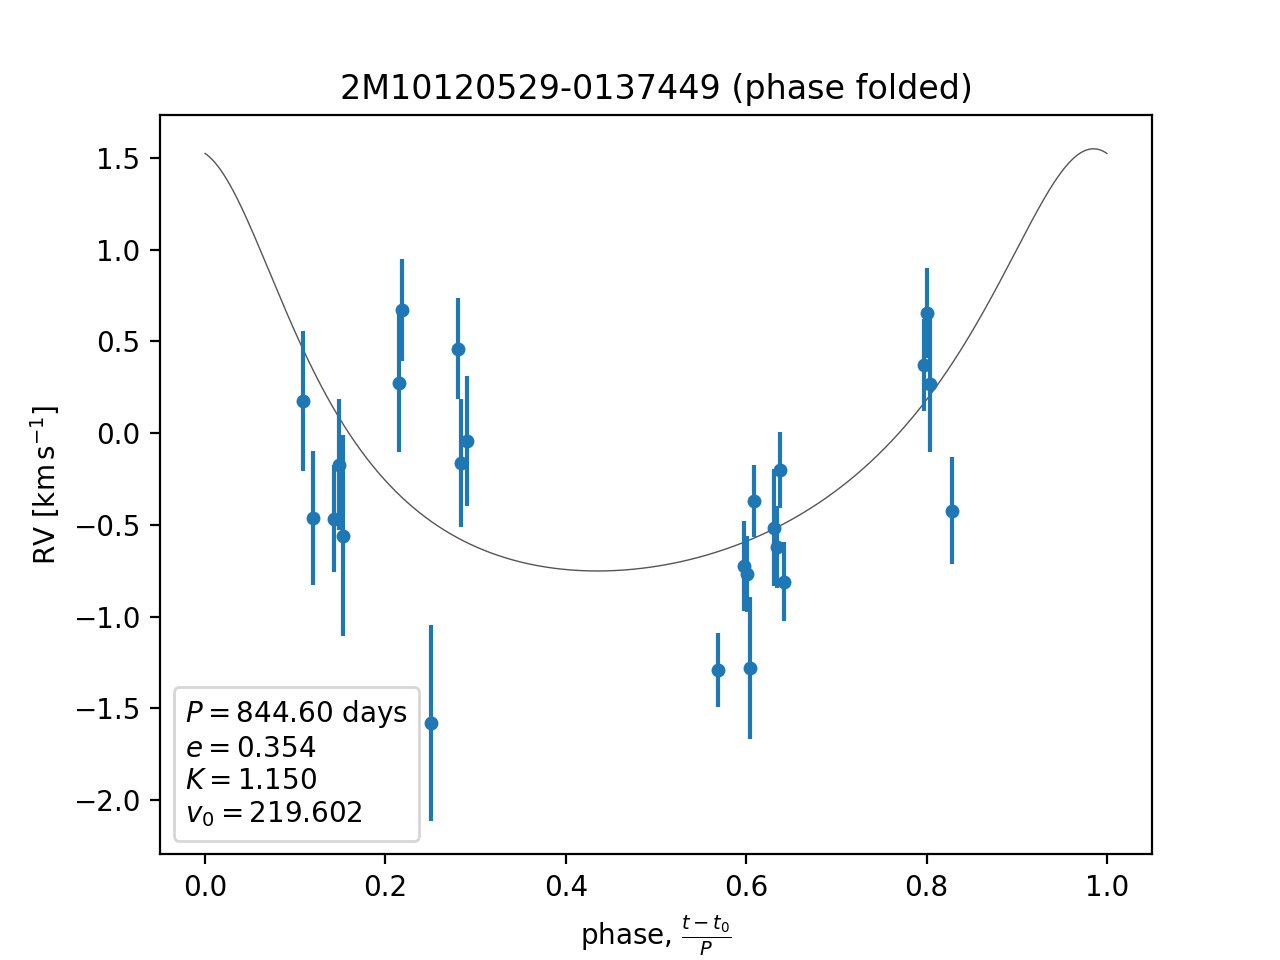 2M10120529-0137449 (phase folded)
RV [km s⁻¹]
1.5
1.0
0.5
0.0
−0.5
−1.0
−1.5
−2.0
P = 844.60 days
e = 0.354
K = 1.150
v₀ = 219.602
0.0 0.2 0.4 0.6 0.8 1.0
phase, (t − t₀)/P